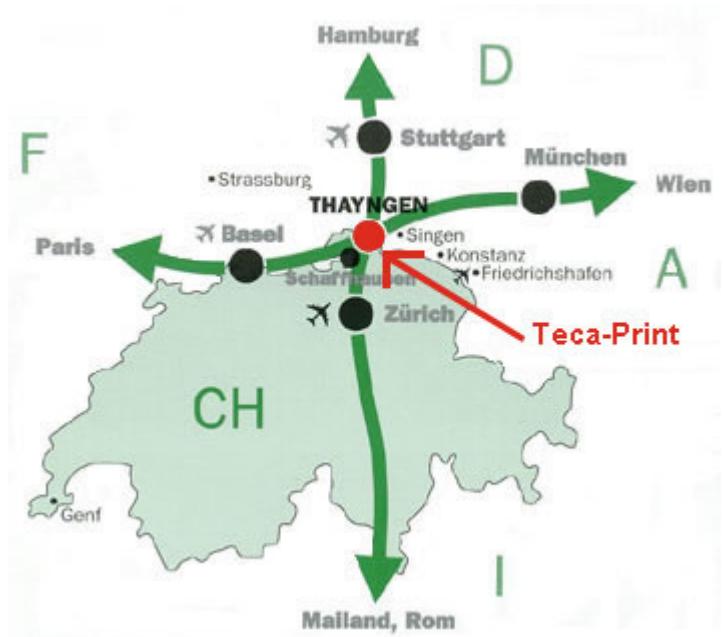 Hamburg
D
Stuttgart
F
München
Strassburg
Wien
THAYNGEN
Basel
Singen
Paris
Konstanz
Schaffhausen
Friedrichshafen
A
Zürich
Teca-Print
CH
Genf
I
Mailand, Rom